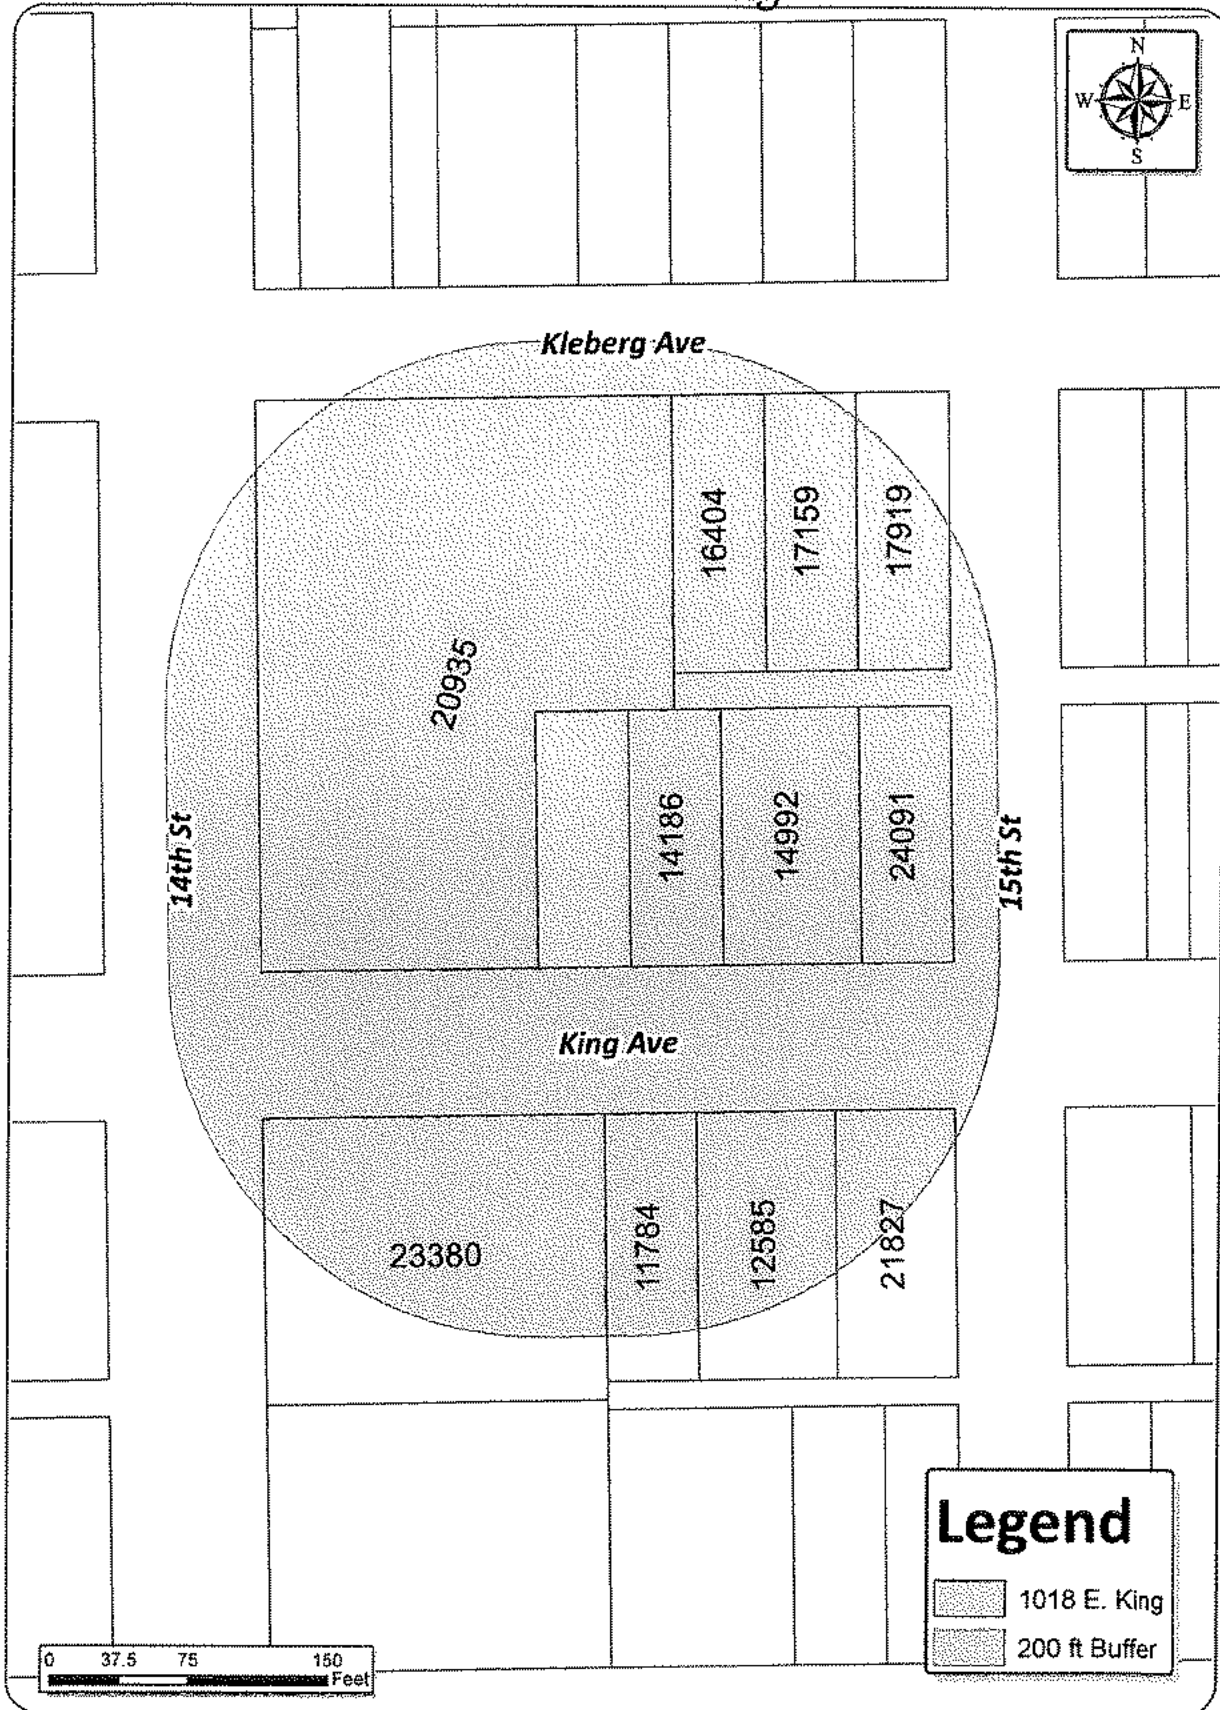 N
W E
S
Kleberg Ave
16404
17159
17919
20935
14186
14992
24091
14th St
15th St
King Ave
23380
11784
12585
21827
Legend
1018 E. King
200 ft Buffer
0 37.5 75 150
Feet